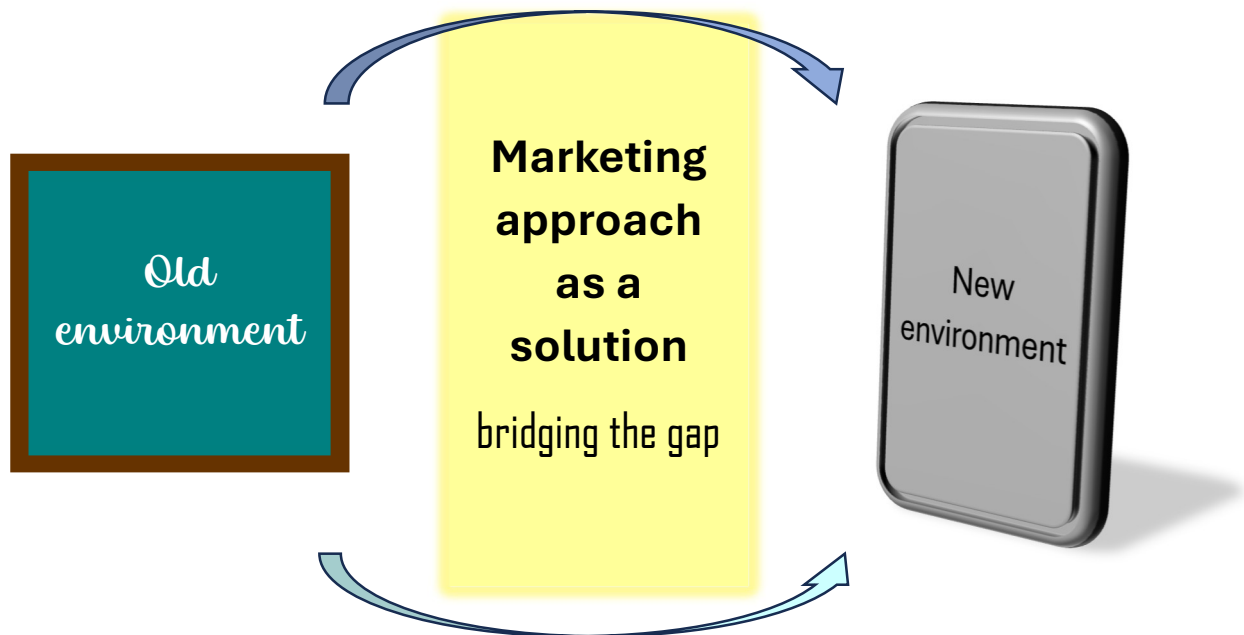 Old
environment
Marketing
approach
as a
solution
bridging the gap
New
environment